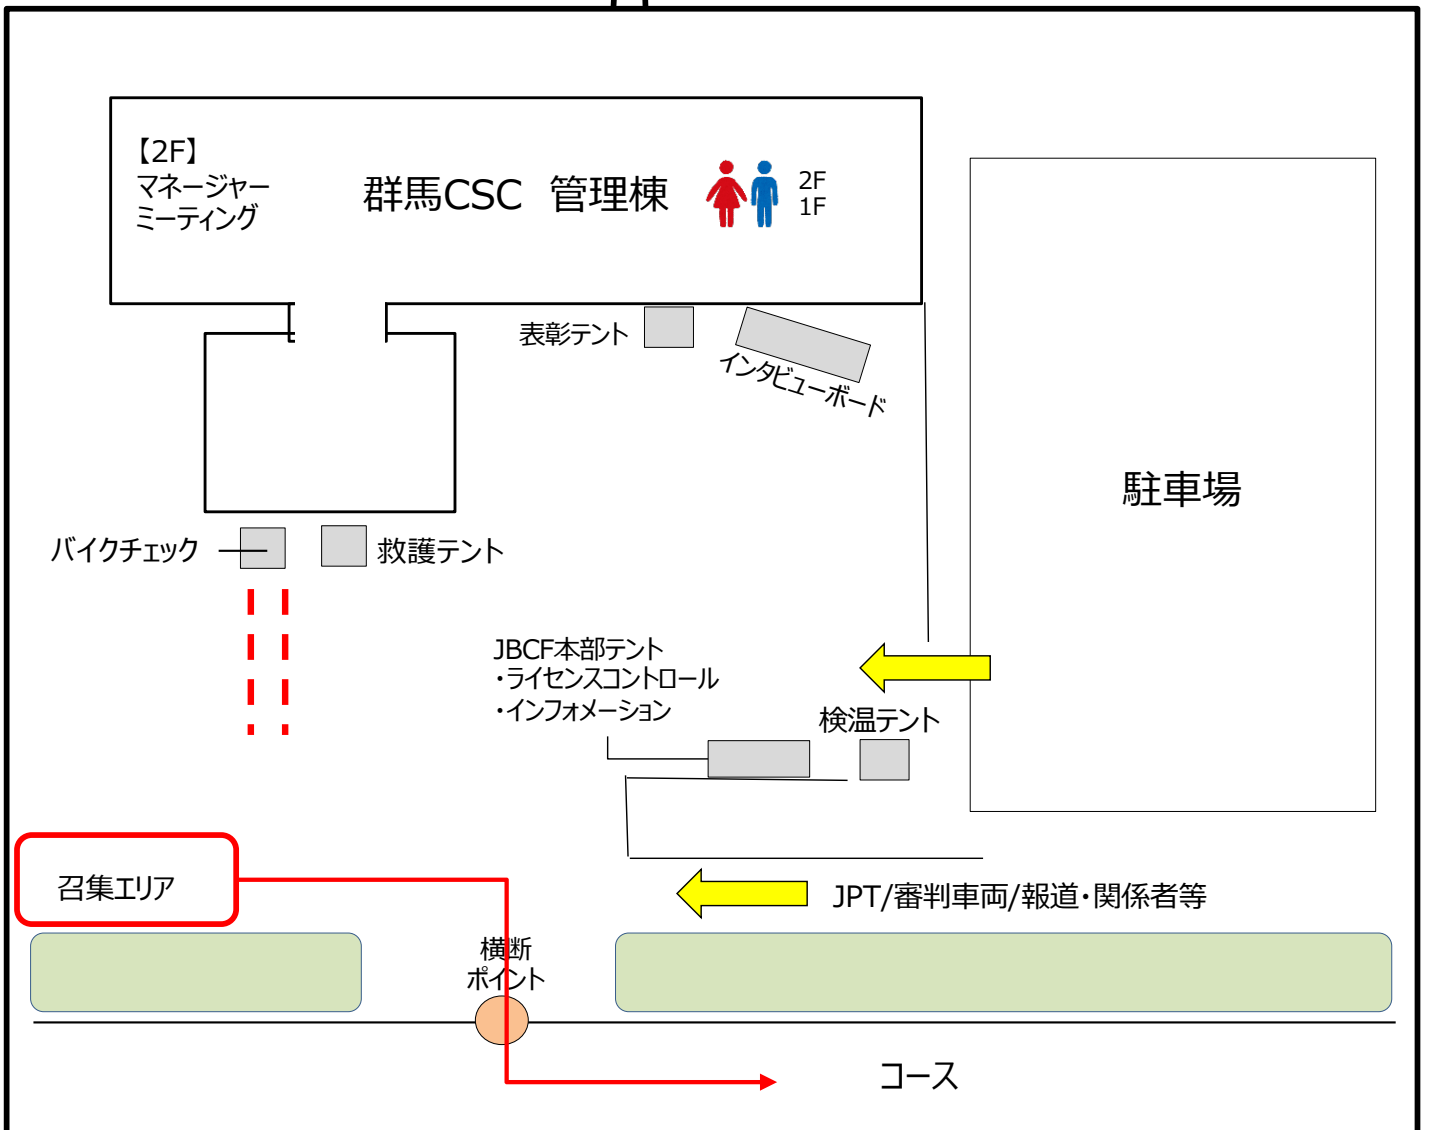 【2F】
マネージャー
ミーティング
群馬CSC 管理棟
2F
1F
表彰テント
インタビューボード
駐車場
バイクチェック
救護テント
JBCF本部テント
・ライセンスコントロール
・インフォメーション
検温テント
召集エリア
JPT/審判車両/報道・関係者等
横断
ポイント
コース